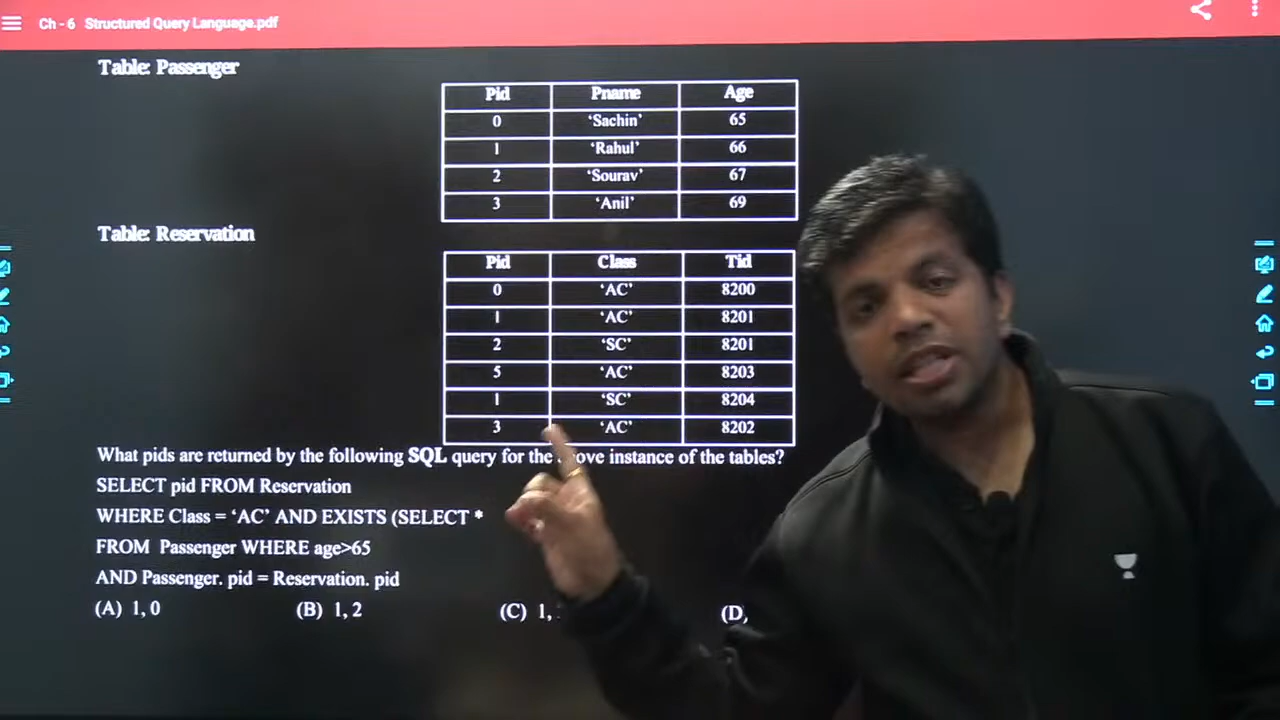 Ch - 6 Structured Query Language.pdf
Table: Passenger
Pid Pname Age
0 ‘Sachin’ 65
1 ‘Rahul’ 66
2 ‘Sourav’ 67
3 ‘Anil’ 69
Table: Reservation
Pid Class Tid
0 ‘AC’ 8200
1 ‘AC’ 8201
2 ‘SC’ 8201
5 ‘AC’ 8203
1 ‘SC’ 8204
3 ‘AC’ 8202
What pids are returned by the following SQL query for the instance of the tables?
SELECT pid FROM Reservation
WHERE Class = ‘AC’ AND EXISTS (SELECT *
FROM Passenger WHERE age>65
AND Passenger. pid = Reservation. pid
(A) 1, 0 (B) 1, 2 (C) 1, (D)